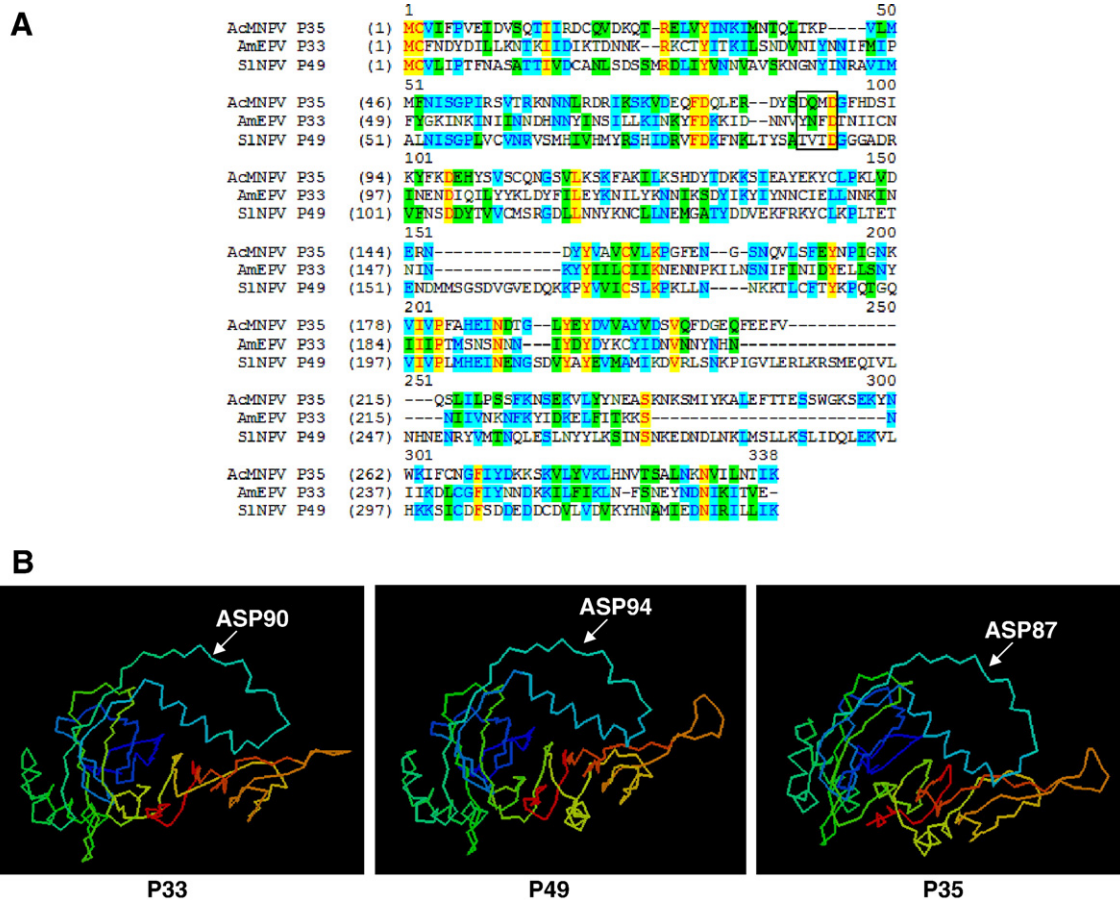 A
1 50
AcMNPV P35 (1) MCVIFPVEIDVSQTIIRDCQVDKQT-RELVYINKIMNTQLTKP----VLM
AmEPV P33 (1) MCFNDYDILLKNTKIIDIKTDNNK--RKCTYITKILSNDVNIYNNIFMIP
SlNPV P49 (1) MCVLIPTFNASATTIVDCANLSDSSMRDLIYVNNVAVSKNGNYINRAVIM
51 100
AcMNPV P35 (46) MFNISGPIRSVTRKNNNLRDRIKSKVDEQFDQLER--DYSDQMDGFHDSI
AmEPV P33 (49) FYGKINKINIINNDHNNYINSILLKINKYFDKKID--NNVYNFDTNIICN
SlNPV P49 (51) ALNISGPLVCVNRVSMHIVHMYRSHIDRVFDKFNKLTYSATVTDGGGADR
101 150
AcMNPV P35 (94) KYFKDEHYSVSCQNGSVLKSKFAKILKSHDYTDKKSIEAYEKYCLPKLVD
AmEPV P33 (97) INENDIQILYYKLDYFILEYKNILYKNNIKSDYIKYIYNNCIELLNNKIN
SlNPV P49 (101) VFNSDDYTVVCMSRGDLLNNYKNCLLNEMGATYDDVEKFRKYCLKPLTET
151 200
AcMNPV P35 (144) ERN-------------DYYVAVCVLKPGFEN--G-SNQVLSFEYNPIGNK
AmEPV P33 (147) NIN-------------KYYIILCIIKNENNPKILNSNIFINIDYELLSNY
SlNPV P49 (151) ENDMMSGSDVGVEDQKKPYVVICSLKPKLLN----NKKTLCFTYKPQTGQ
201 250
AcMNPV P35 (178) VIVPFAHEINDTG--LYEYDVVAYVDSVQFDGEQFEEFV-----------
AmEPV P33 (184) IIIPTMSNSNNN---IYDYDYKCYIDNVNNYNHN----------------
SlNPV P49 (197) VIVPLMHEINENGSDVYAYEVMAMIKDVRLSNKPIGVLERLKRSMEQIVL
251 300
AcMNPV P35 (215) ---QSLILPSSFKNSEKVLYYNEASKNKSMIYKALEFTTESSWGKSEKYN
AmEPV P33 (215) ----NIIVNKNFKYIDKELFITKKS------------------------N
SlNPV P49 (247) NHNENRYVMTNQLESLNYYLKSINSNKEDNDLNKLMSLLKSLIDQLEKVL
301 338
AcMNPV P35 (262) WKIFCNGFIYDKKSKVLYVKLHNVTSALNKNVILNTIK
AmEPV P33 (237) IIKDLCGFIYNNDKKILFIKLN-FSNEYNDNIKIITVE-
SlNPV P49 (297) HKKSICDFSDDEDDCDVLVDVKYHNAMIEDNIRILLIK
B
ASP90
ASP94
ASP87
P33
P49
P35